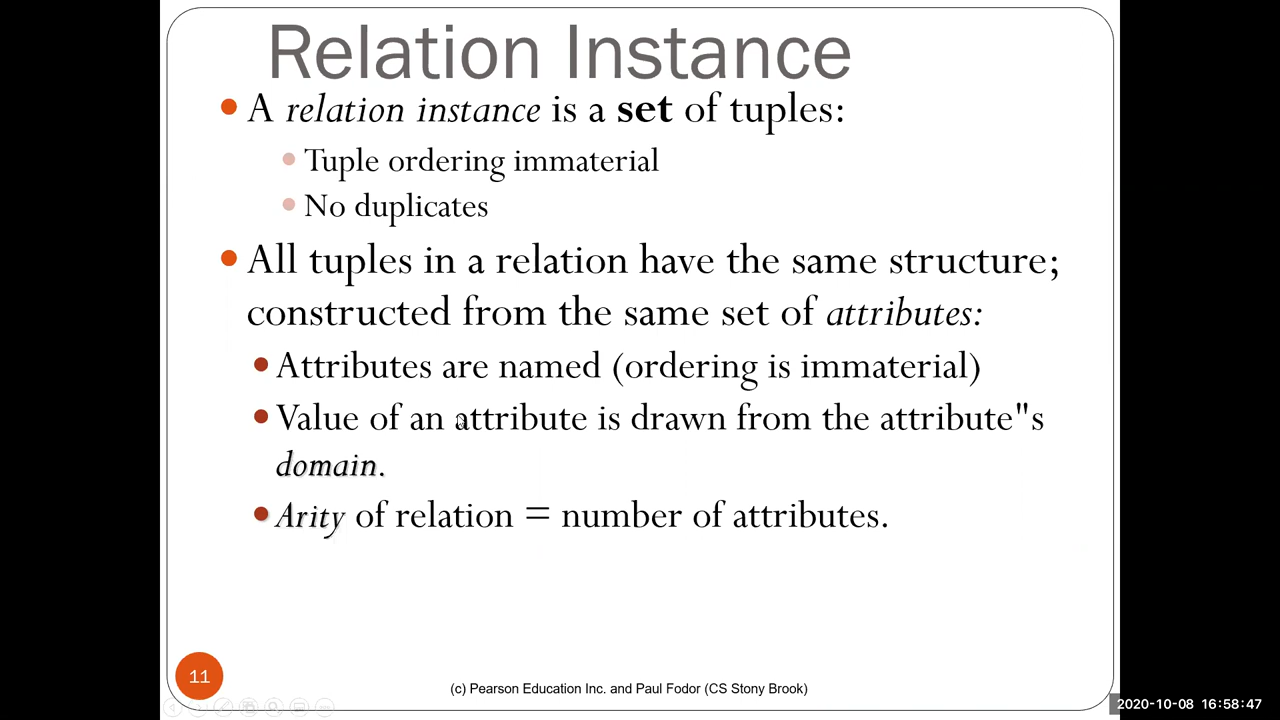 Relation Instance
• A relation instance is a set of tuples:
• Tuple ordering immaterial
• No duplicates
• All tuples in a relation have the same structure;
constructed from the same set of attributes:
• Attributes are named (ordering is immaterial)
• Value of an attribute is drawn from the attribute"s
domain.
• Arity of relation = number of attributes.
11
(c) Pearson Education Inc. and Paul Fodor (CS Stony Brook)
2020-10-08 16:58:47